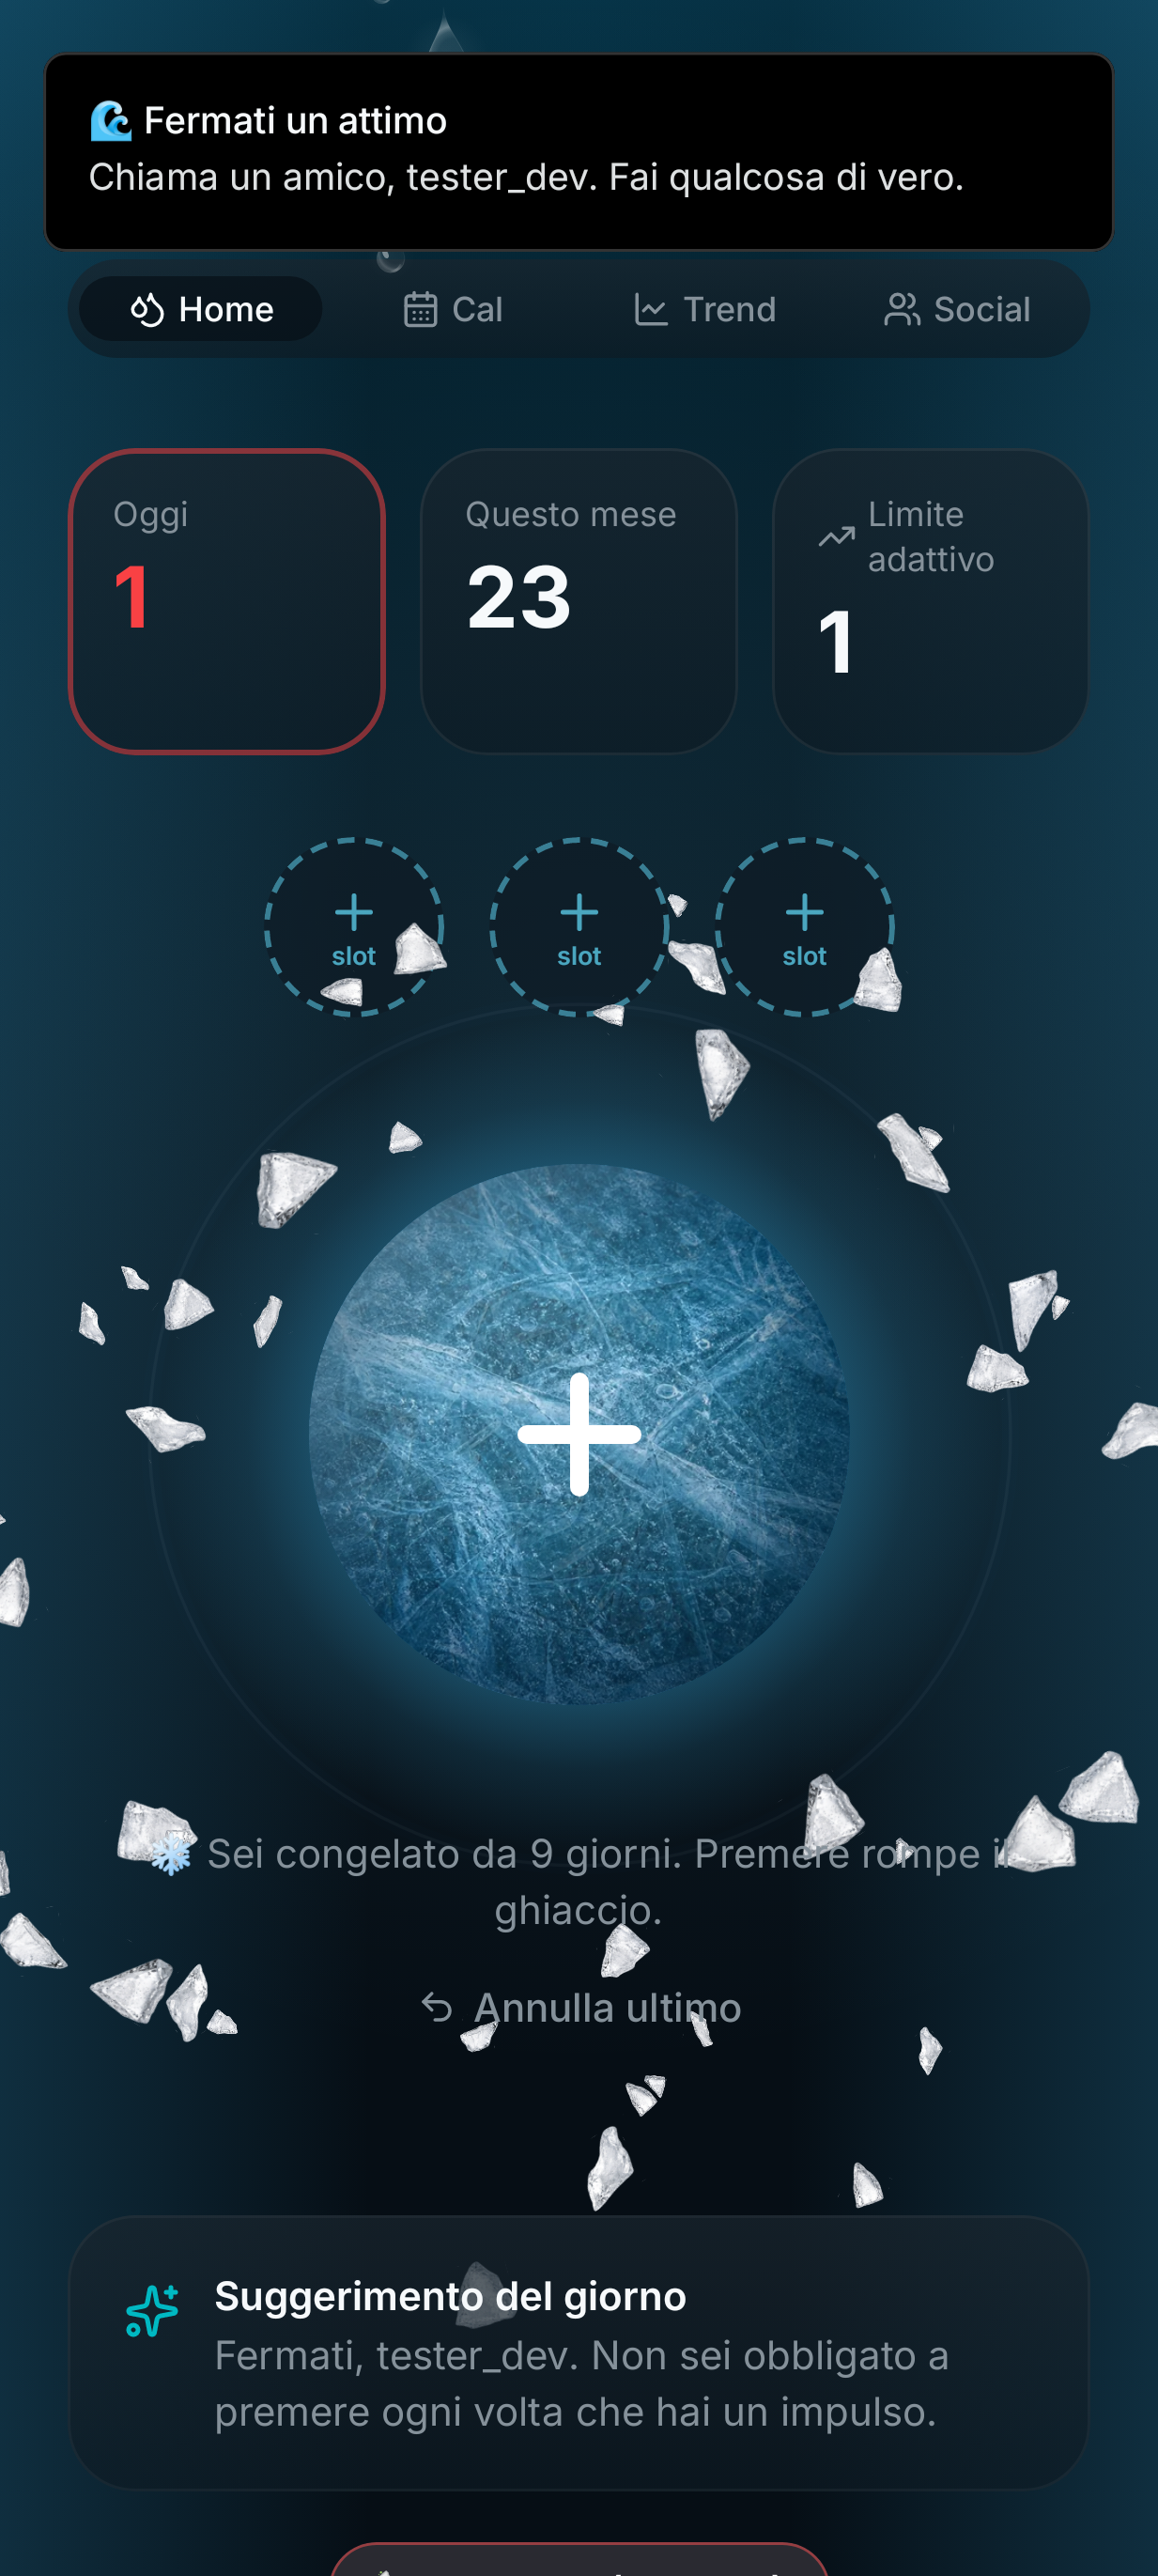 🌊 Fermati un attimo
Chiama un amico, tester_dev. Fai qualcosa di vero.
Home
Cal
Trend
Social
Oggi
1
Questo mese
23
Limite
adattivo
1
slot
slot
slot
❄️ Sei congelato da 9 giorni. Premere rompe il
ghiaccio.
Annulla ultimo
Suggerimento del giorno
Fermati, tester_dev. Non sei obbligato a
premere ogni volta che hai un impulso.